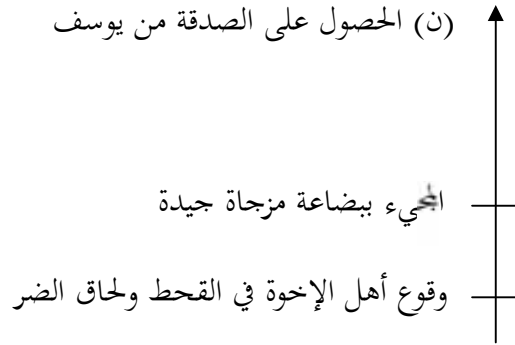 (ن) الحصول على الصدقة من يوسف
المجيء ببضاعة مزجاة جيدة
وقوع أهل الإخوة في القحط ولحاق الضر